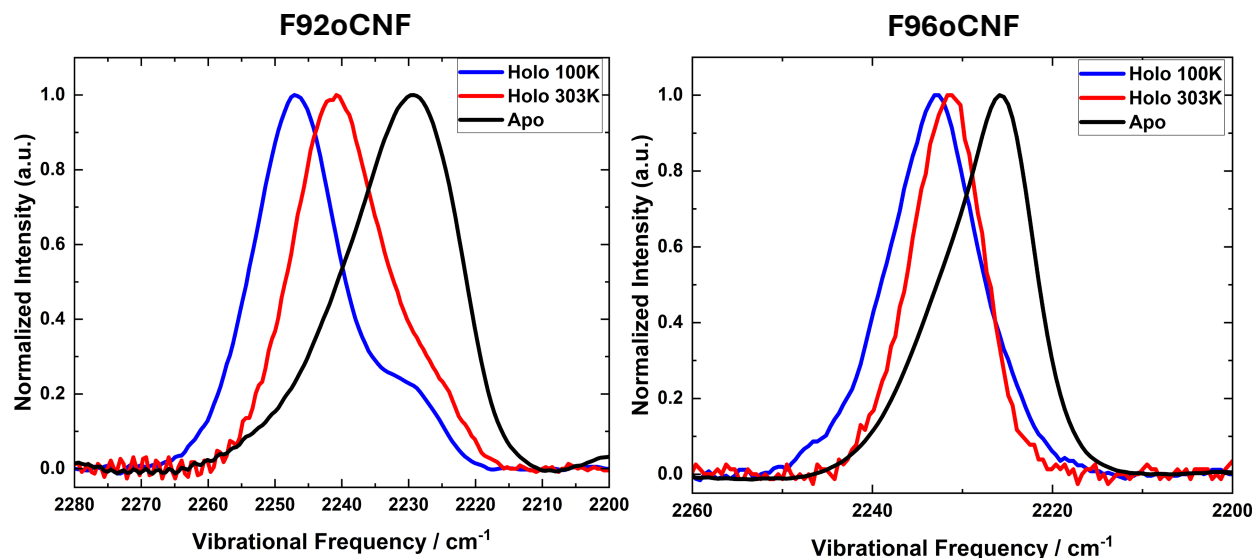 F92oCNF
Normalized Intensity (a.u.)
1.0
0.8
0.6
0.4
0.2
0.0
Holo 100K
Holo 303K
Apo
2280 2270 2260 2250 2240 2230 2220 2210 2200
Vibrational Frequency / cm-1
F96oCNF
Normalized Intensity (a.u.)
1.0
0.8
0.6
0.4
0.2
0.0
Holo 100K
Holo 303K
Apo
2260 2240 2220 2200
Vibrational Frequency / cm-1